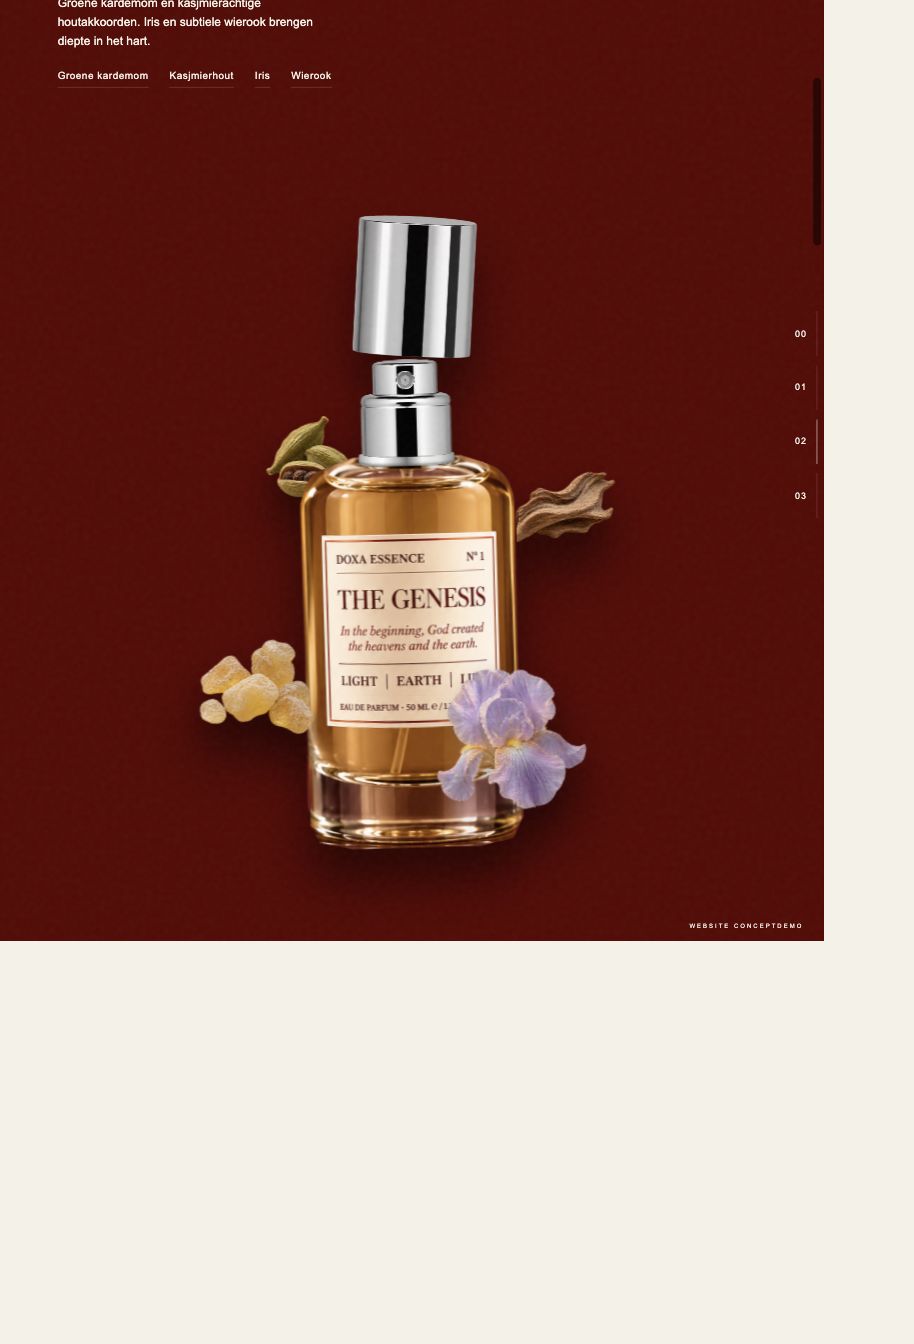 Groene kardemom en kasjmierachtige
houtakkoorden. Iris en subtiele wierook brengen
diepte in het hart.
Groene kardemom Kasjmierhout Iris Wierook
00
01
02
03
DOXA ESSENCE Nº 1
THE GENESIS
In the beginning, God created
the heavens and the earth.
LIGHT | EARTH |
EAU DE PARFUM - 50 ML ℮ /
WEBSITE CONCEPTDEMO